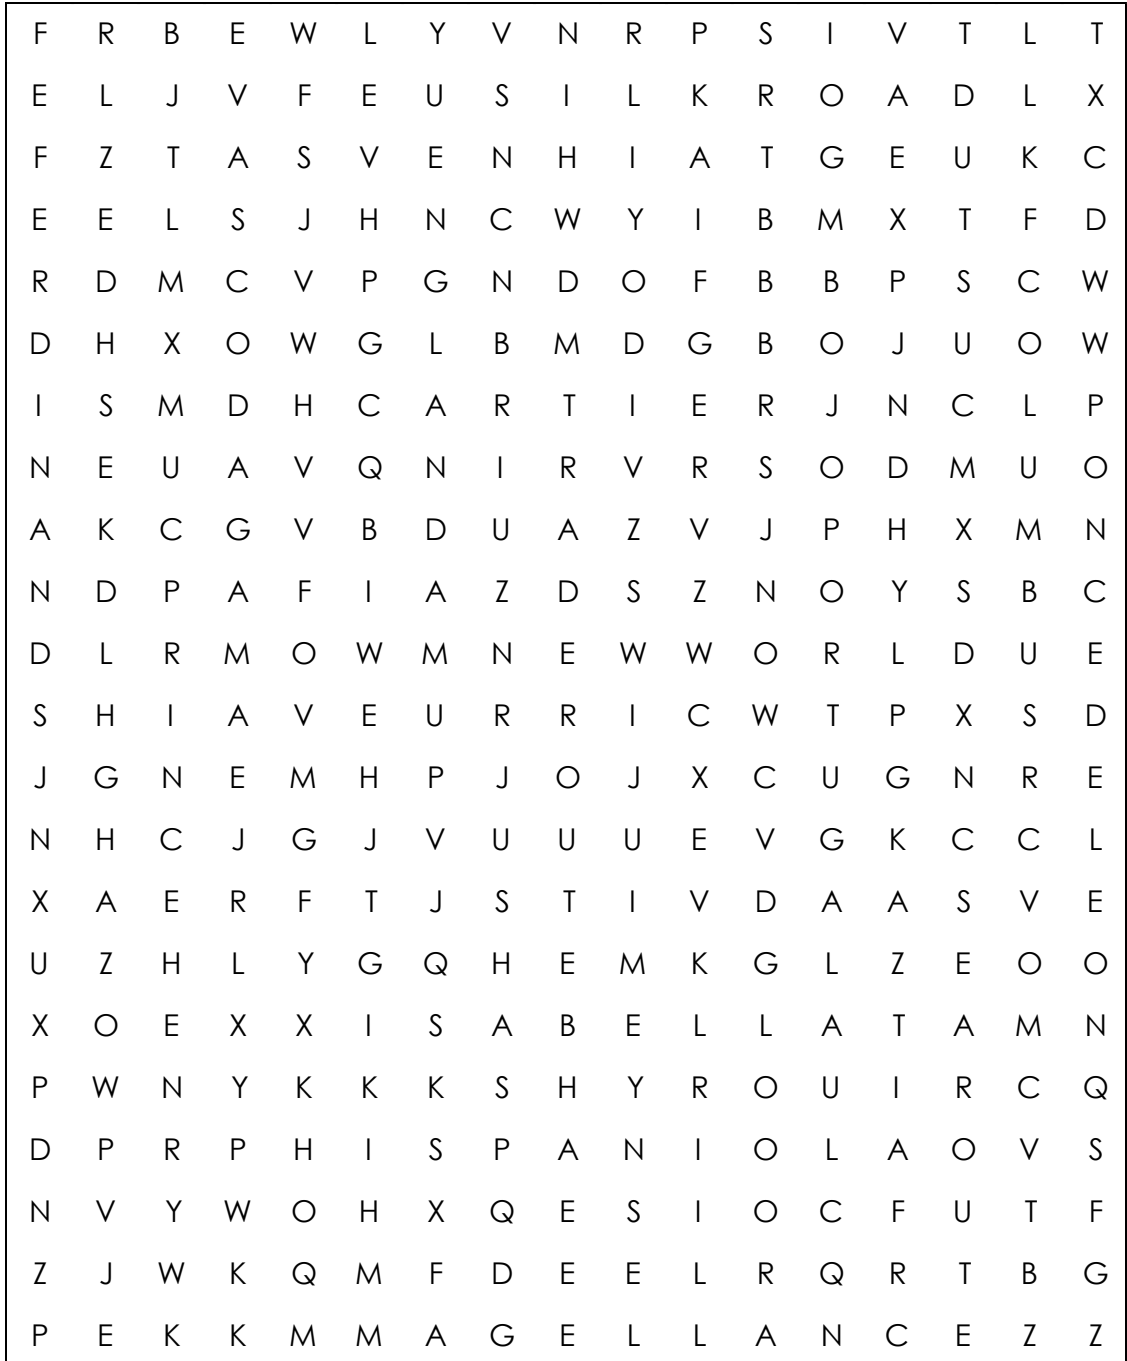 F R B E W L Y V N R P S I V T L T
E L J V F E U S I L K R O A D L X
F Z T A S V E N H I A T G E U K C
E E L S J H N C W Y I B M X T F D
R D M C V P G N D O F B B P S C W
D H X O W G L B M D G B O J U O W
I S M D H C A R T I E R J N C L P
N E U A V Q N I R V R S O D M U O
A K C G V B D U A Z V J P H X M N
N D P A F I A Z D S Z N O Y S B C
D L R M O W M N E W W O R L D U E
S H I A V E U R R I C W T P X S D
J G N E M H P J O J X C U G N R E
N H C J G J V U U U E V G K C C L
X A E R F T J S T I V D A A S V E
U Z H L Y G Q H E M K G L Z E O O
X O E X X I S A B E L L A T A M N
P W N Y K K K S H Y R O U I R C Q
D P R P H I S P A N I O L A O V S
N V Y W O H X Q E S I O C F U T F
Z J W K Q M F D E E L R Q R T B G
P E K K M M A G E L L A N C E Z Z